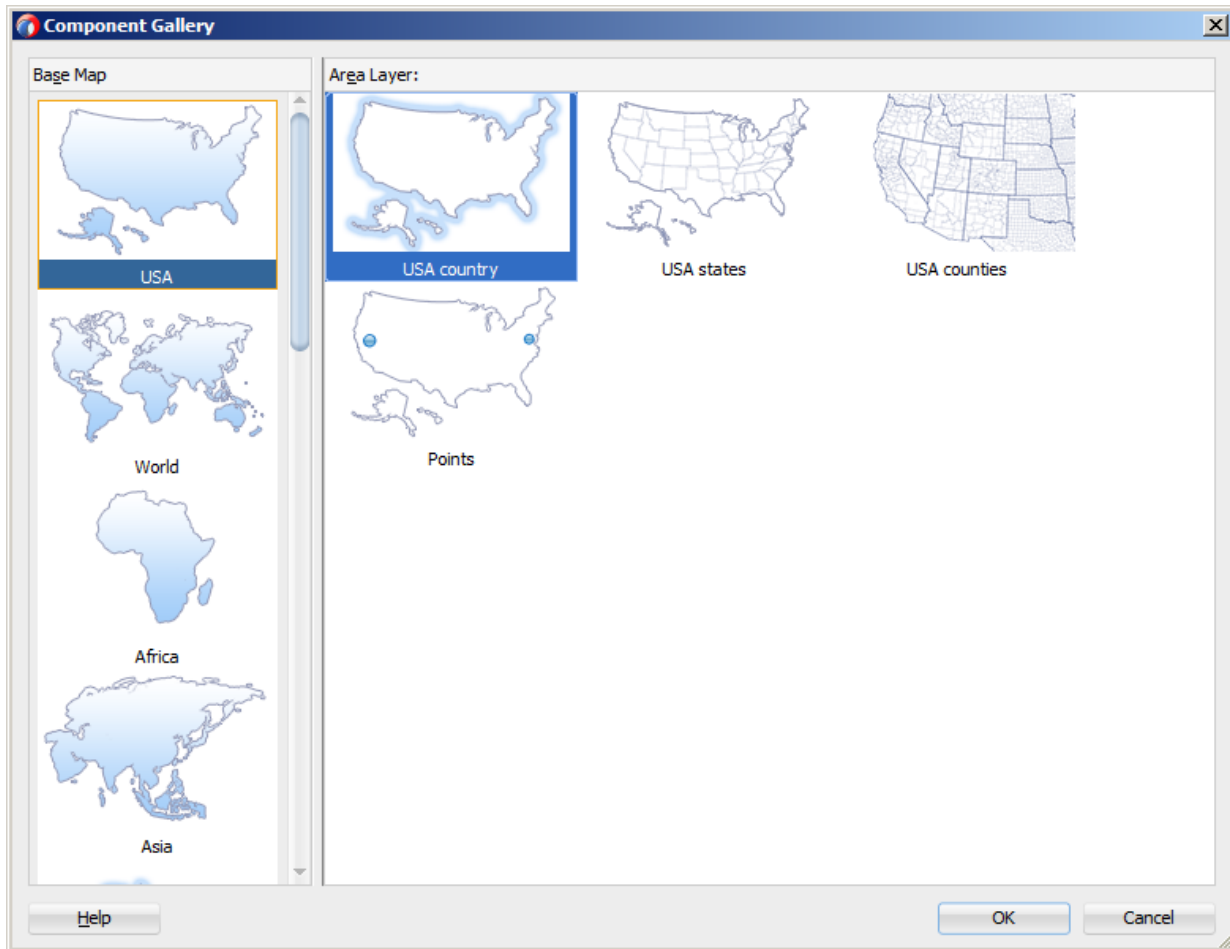 Component Gallery
Base Map
Area Layer:
USA
World
Africa
Asia
USA country
USA states
USA counties
Points
Help
OK
Cancel